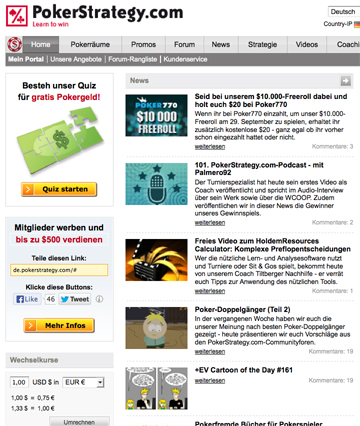 PokerStrategy.com
Learn to win
Deutsch
Country-IP
Home Pokerräume Promos Forum News Strategie Videos Coachi
Mein Portal | Unsere Angebote | Forum-Rangliste | Kundenservice
Besteh unser Quiz
für gratis Pokergeld!
Quiz starten
Mitglieder werben und
bis zu $500 verdienen
Teile diesen Link:
de.pokerstrategy.com/#
Klicke diese Buttons:
Like 46 Tweet
Mehr Infos
Wechselkurse
1,00 USD $ in EUR €
1,00 $ = 0,75 €
1,33 $ = 1,00 €
Umrechnen
News
POKER770
$10 000
FREEROLL
Seid bei unserem $10.000-Freeroll dabei und
holt euch $20 bei Poker770
Wenn ihr bei Poker770 einzahlt, um unser $10.000-
Freeroll am 29. September zu spielen, erhaltet ihr
zusätzlich kostenlose $20 - ganz egal ob ihr vorher
schon eingezahlt hattet oder nicht.
weiterlesen Kommentare: 3
101. PokerStrategy.com-Podcast - mit
Palmero92
Der Turnierspezialist hat heute sein erstes Video als
Coach veröffentlicht und spricht im Audio-Interview
über sein Werk sowie über die WCOOP. Zudem
veröffentlichen wir in dieser News die Gewinner
unseres Gewinnspiels.
weiterlesen Kommentare: 2
Freies Video zum HoldemResources
Calculator: Komplexe Preflopentscheidungen
Wer die nützliche Lern- und Analysesoftware nutzt
und Turniere oder Sit & Gos spielt, bekommt heute
von unserem Coach Titberger Nachhilfe - er verrät
euch Tipps zur Anwendung des nützlichen Tools.
weiterlesen
Poker-Doppelgänger (Teil 2)
In der vergangenen Woche haben wir euch die
unserer Meinung nach besten Poker-Doppelgänger
gezeigt - heute präsentieren wir euch Vorschläge aus
den PokerStrategy.com-Communityforen.
weiterlesen Kommentare: 19
+EV Cartoon of the Day #161
weiterlesen Kommentare: 19
Pokerfremde Bücher für Pokerspieler